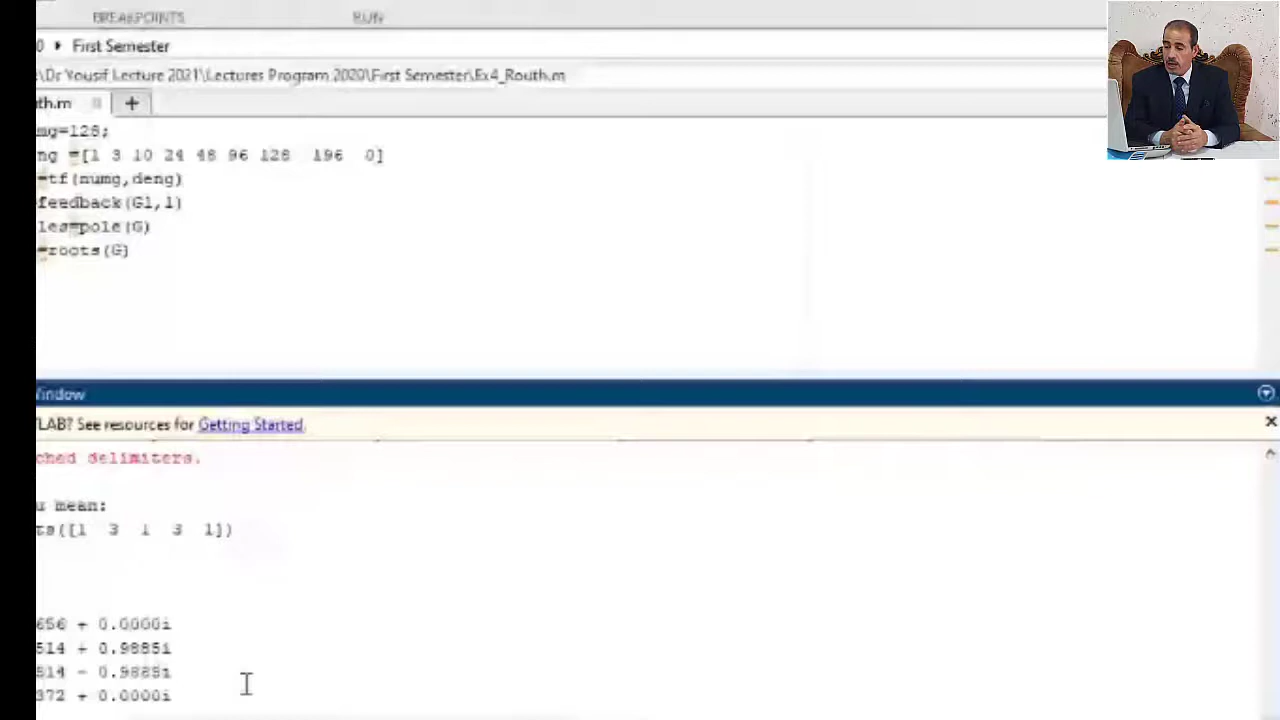 BREAKPOINTS RUN
0 ▸ First Semester
\Dr Yousif Lecture 2021\Lectures Program 2020\First Semester\Ex4_Routh.m
uth.m +
mg=128;
ng =[1 3 10 24 48 96 128 196 0]
=tf(numg,deng)
feedback(G1,1)
les=pole(G)
=roots(G)
Window
LAB? See resources for Getting Started.
ched delimiters.
u mean:
ts([1 3 1 3 1])
656 + 0.0000i
514 + 0.9885i
514 - 0.9885i
372 + 0.0000i